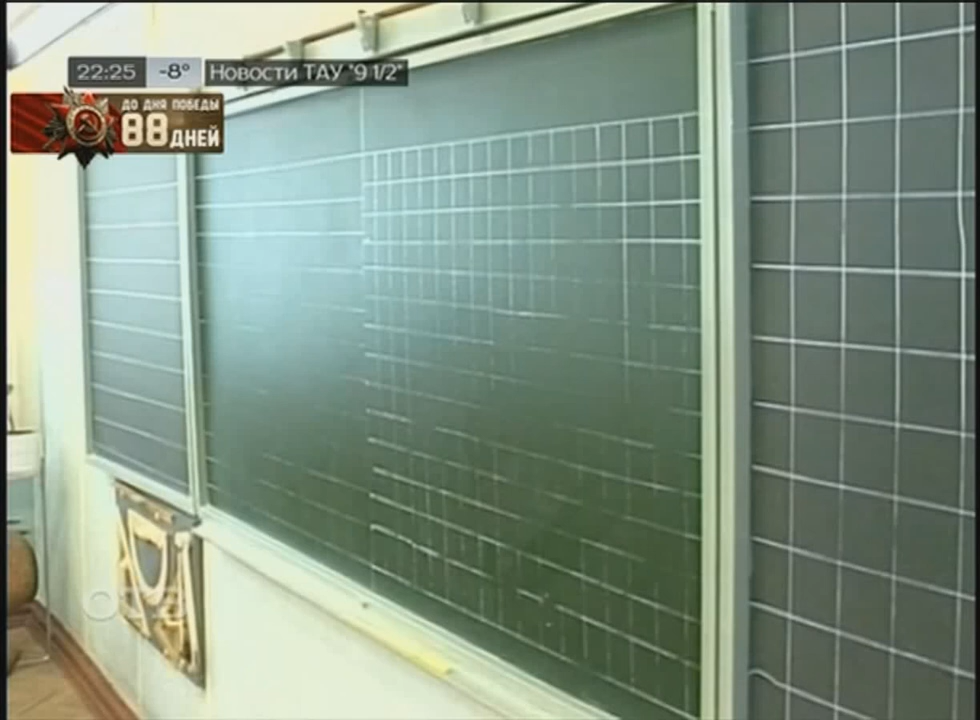 22:25 -8° Новости ТАУ "9 1/2"
ДО ДНЯ ПОБЕДЫ
88 ДНЕЙ